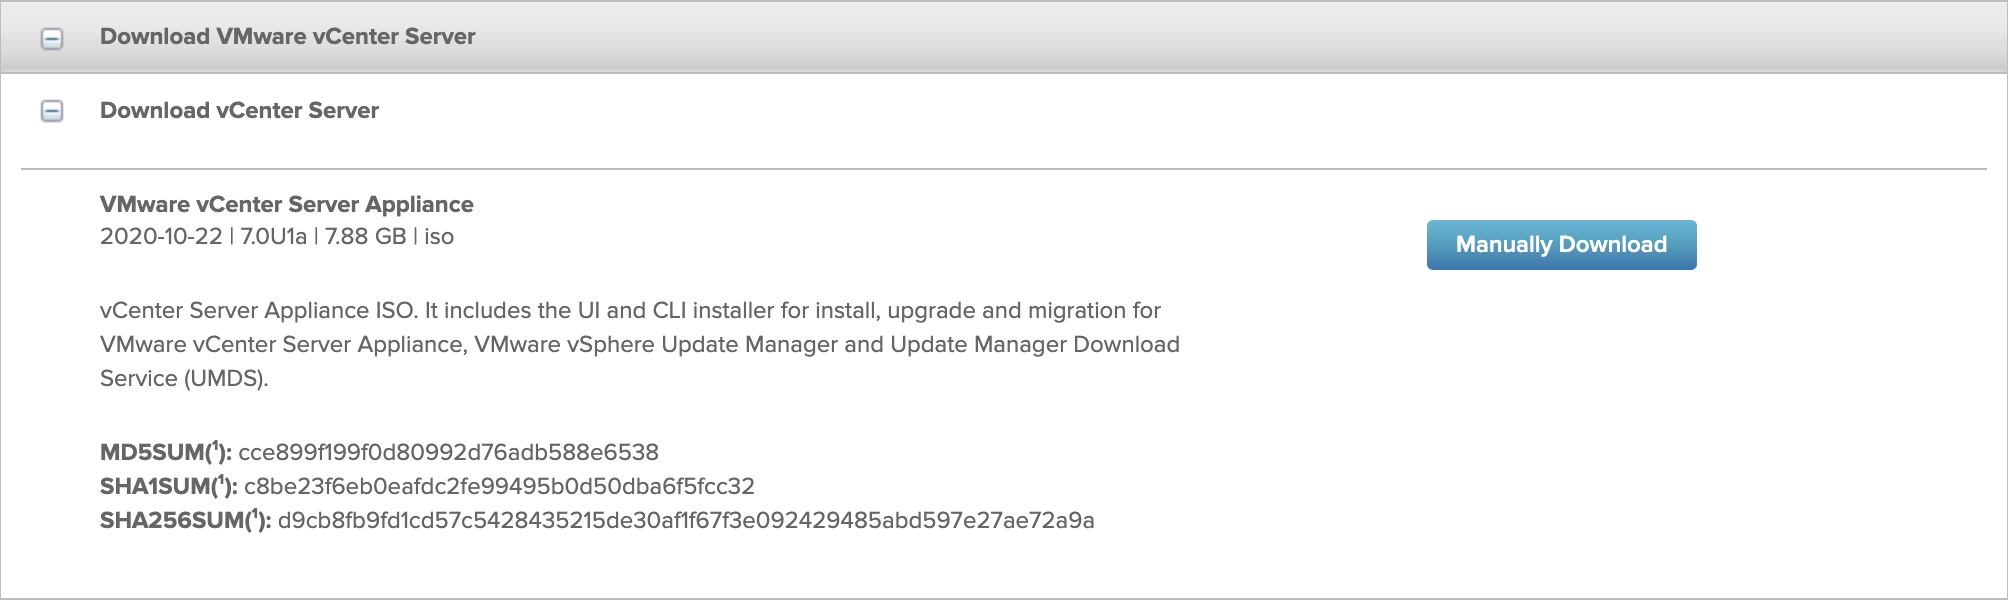 Download VMware vCenter Server
Download vCenter Server
VMware vCenter Server Appliance
2020-10-22 | 7.0U1a | 7.88 GB | iso
Manually Download
vCenter Server Appliance ISO. It includes the UI and CLI installer for install, upgrade and migration for
VMware vCenter Server Appliance, VMware vSphere Update Manager and Update Manager Download
Service (UMDS).
MD5SUM(¹): cce899f199f0d80992d76adb588e6538
SHA1SUM(¹): c8be23f6eb0eafdc2fe99495b0d50dba6f5fcc32
SHA256SUM(¹): d9cb8fb9fd1cd57c5428435215de30af1f67f3e092429485abd597e27ae72a9a